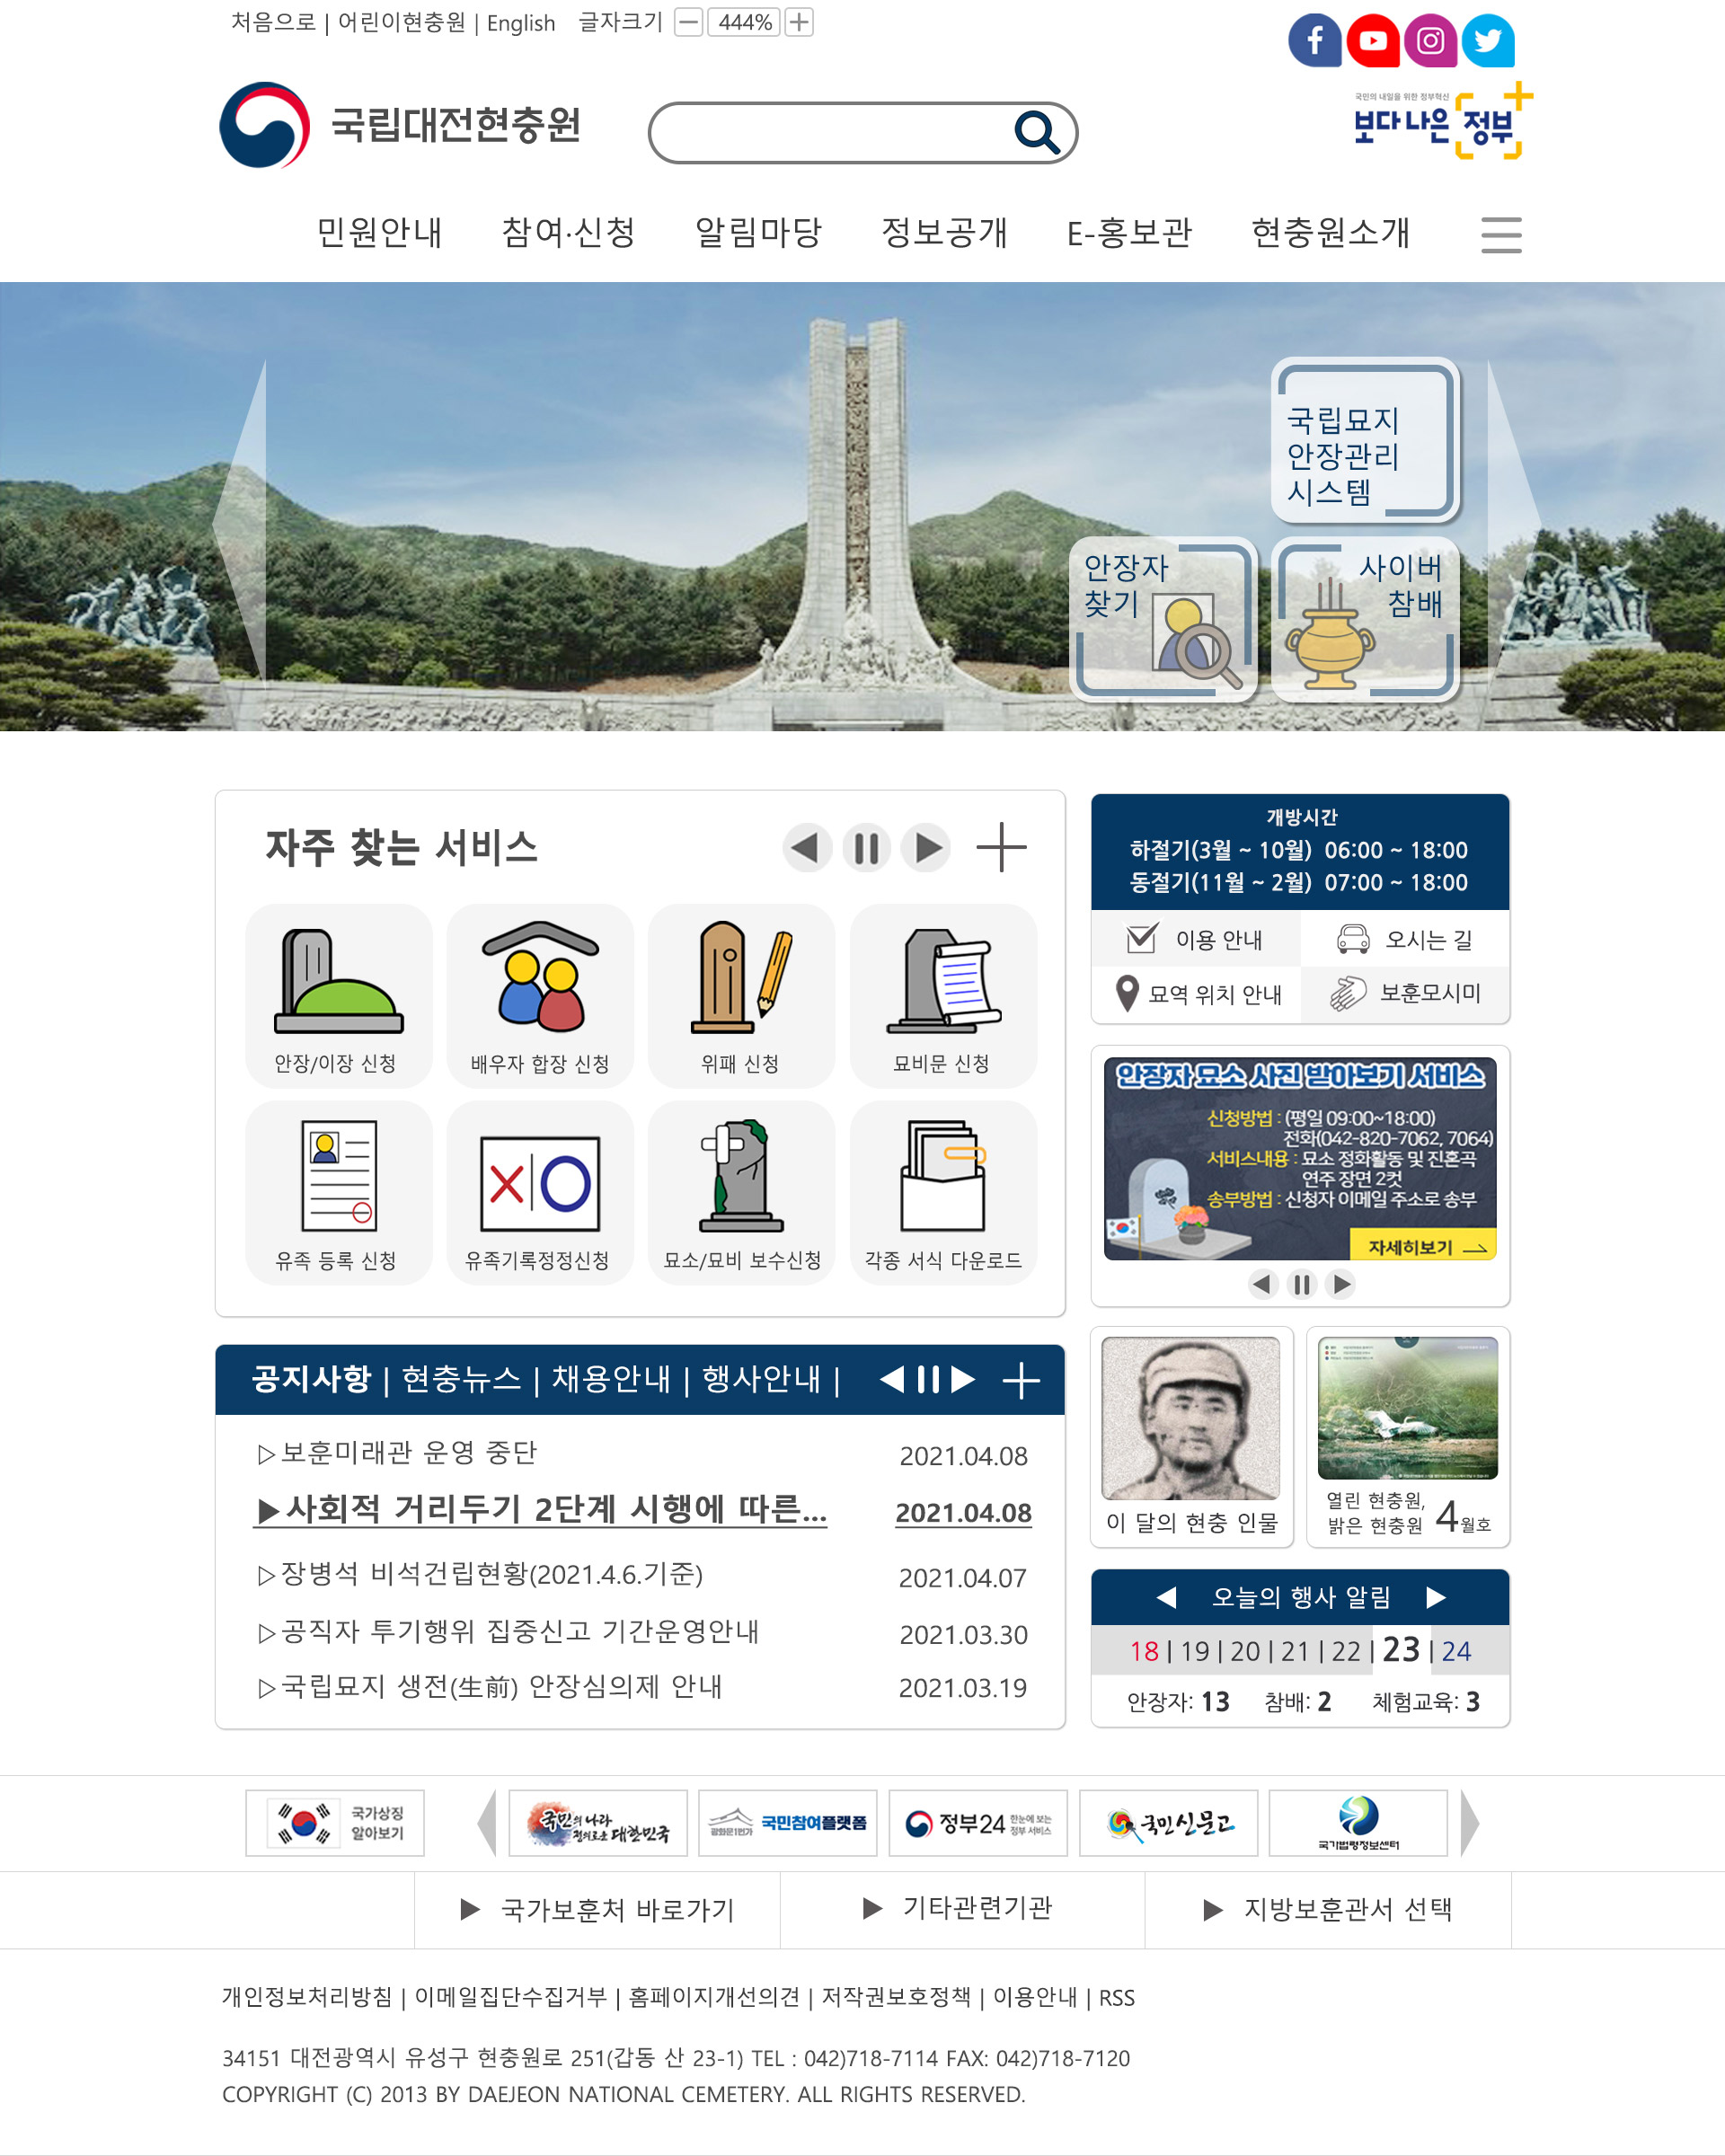 처음으로 | 어린이현충원 | English 글자크기 444%
국립대전현충원
국민의 내일을 위한 정부혁신
보다 나은 정부
민원안내 참여·신청 알림마당 정보공개 E-홍보관 현충원소개
국립묘지
안장관리
시스템
안장자
찾기
사이버
참배
자주 찾는 서비스
안장/이장 신청
배우자 합장 신청
위패 신청
묘비문 신청
유족 등록 신청
유족기록정정신청
묘소/묘비 보수신청
각종 서식 다운로드
개방시간
하절기(3월 ~ 10월) 06:00 ~ 18:00
동절기(11월 ~ 2월) 07:00 ~ 18:00
이용 안내
오시는 길
묘역 위치 안내
보훈모시미
안장자 묘소 사진 받아보기 서비스
신청방법 : (평일 09:00~18:00)
전화(042-820-7062, 7064)
서비스내용 : 묘소 정화활동 및 진혼곡
연주 장면 2컷
송부방법 : 신청자 이메일 주소로 송부
자세히보기
공지사항 | 현충뉴스 | 채용안내 | 행사안내 |
▷보훈미래관 운영 중단 2021.04.08
▶사회적 거리두기 2단계 시행에 따른... 2021.04.08
▷장병석 비석건립현황(2021.4.6.기준) 2021.04.07
▷공직자 투기행위 집중신고 기간운영안내 2021.03.30
▷국립묘지 생전(生前) 안장심의제 안내 2021.03.19
이 달의 현충 인물
열린 현충원,
밝은 현충원 4월호
◀ 오늘의 행사 알림 ▶
18 | 19 | 20 | 21 | 22 | 23 | 24
안장자: 13 참배: 2 체험교육: 3
국가상징
알아보기
국민의 나라
정의로운 대한민국
광화문1번가 국민참여플랫폼
정부24 한눈에 보는
정부 서비스
국민신문고
국가법령정보센터
▶ 국가보훈처 바로가기
▶ 기타관련기관
▶ 지방보훈관서 선택
개인정보처리방침 | 이메일집단수집거부 | 홈페이지개선의견 | 저작권보호정책 | 이용안내 | RSS
34151 대전광역시 유성구 현충원로 251(갑동 산 23-1) TEL : 042)718-7114 FAX: 042)718-7120
COPYRIGHT (C) 2013 BY DAEJEON NATIONAL CEMETERY. ALL RIGHTS RESERVED.